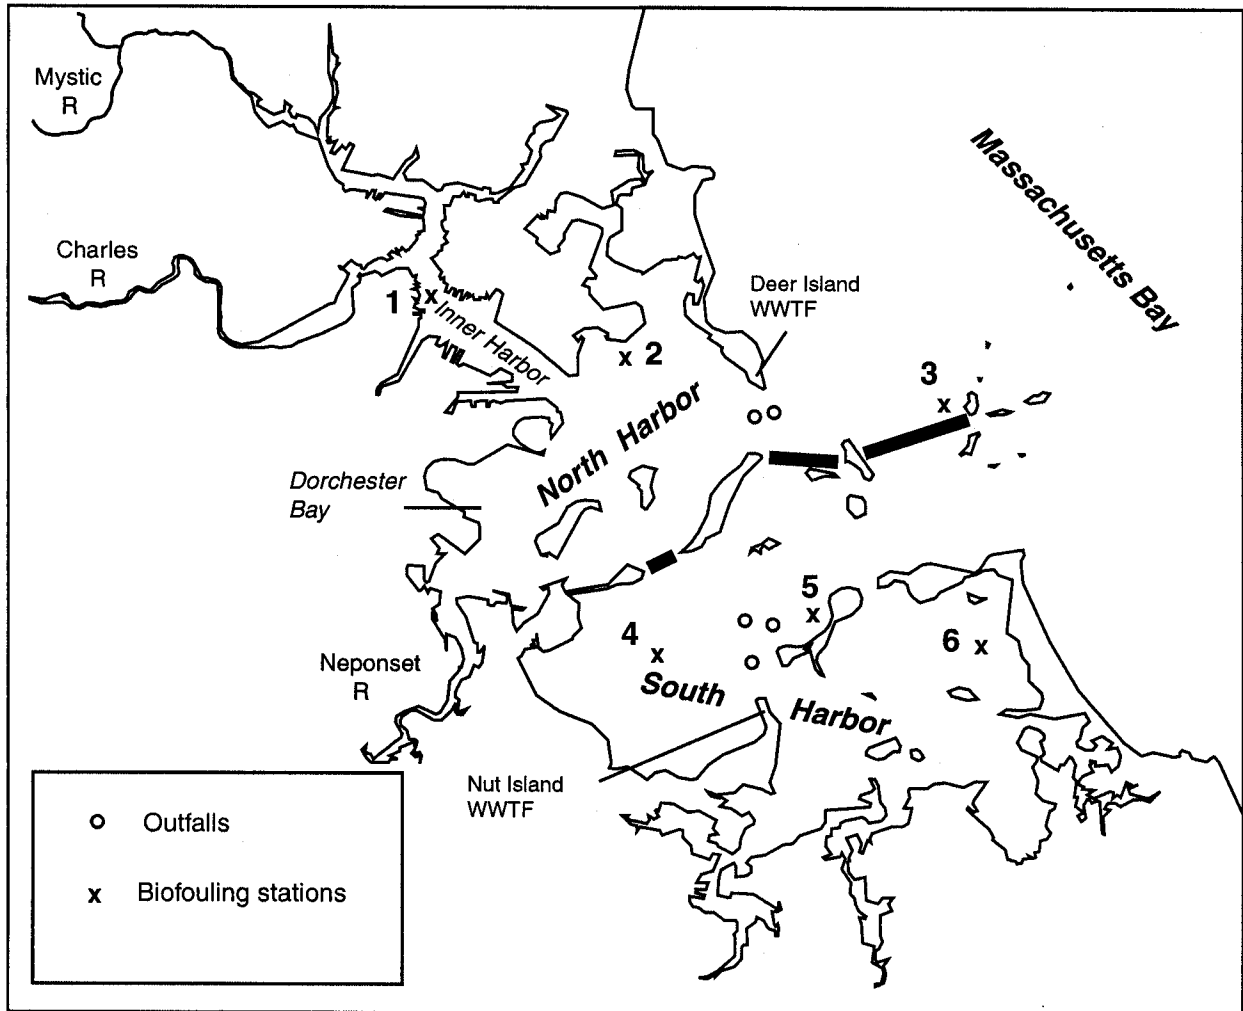 Mystic
R
Massachusetts Bay
Charles
R
Deer Island
WWTF
1
Inner Harbor
2
3
North Harbor
Dorchester
Bay
5
4
6
Neponset
R
South Harbor
Nut Island
WWTF
o Outfalls
x Biofouling stations